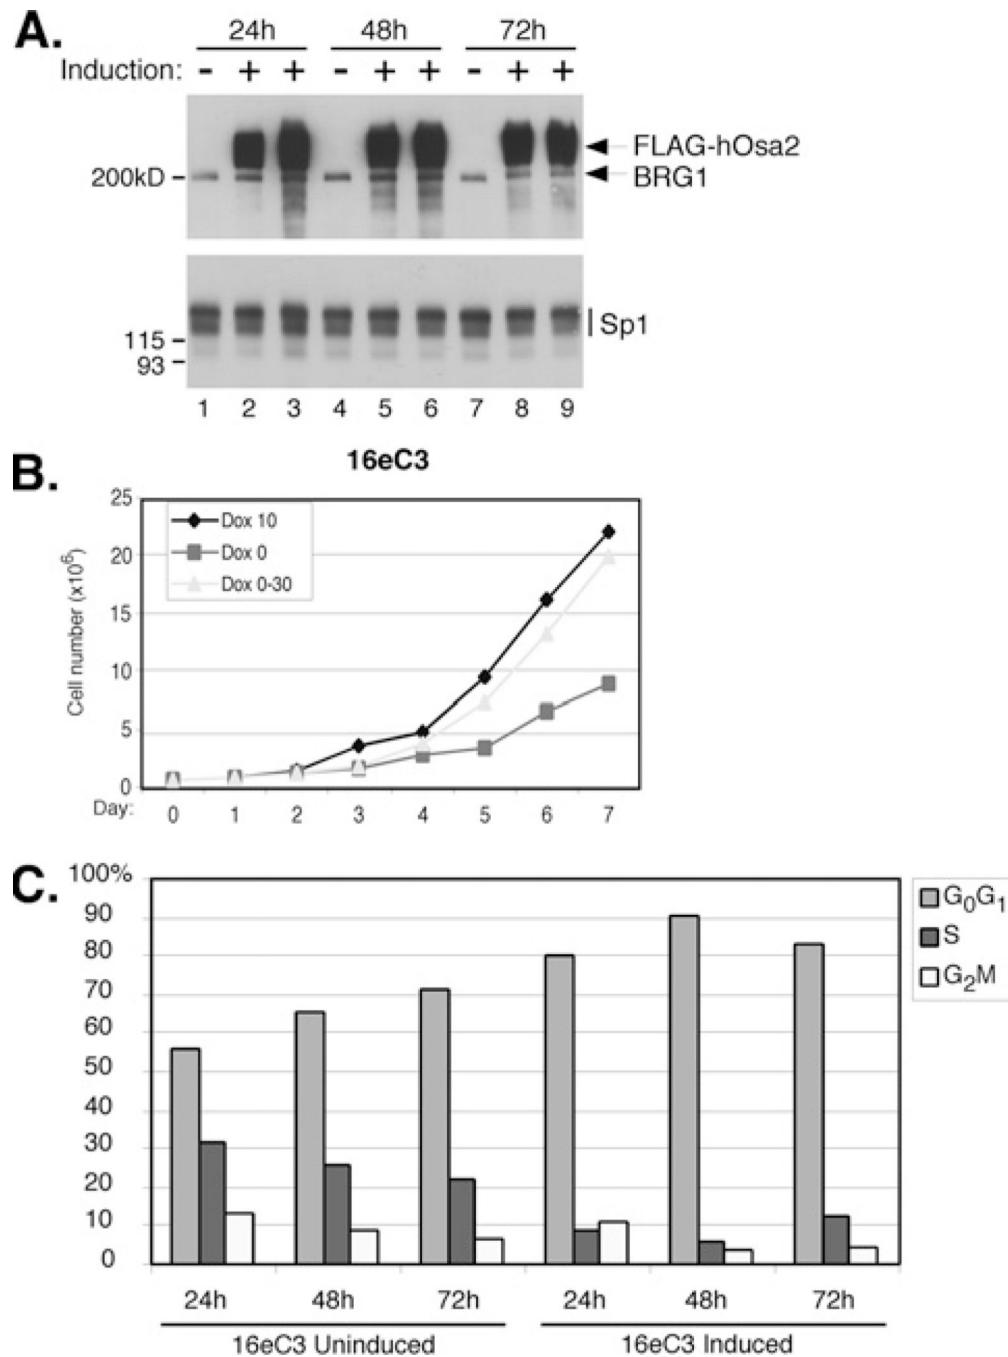 A.
24h 48h 72h
Induction: - + + - + + - + +
FLAG-hOsa2
200kD
BRG1
Sp1
115
93
1 2 3 4 5 6 7 8 9
B.
16eC3
Cell number (x10⁶)
25
20
15
10
5
0
Dox 10
Dox 0
Dox 0-30
Day: 0 1 2 3 4 5 6 7
C.
100%
90
80
70
60
50
40
30
20
10
0
G₀G₁
S
G₂M
24h 48h 72h 24h 48h 72h
16eC3 Uninduced 16eC3 Induced